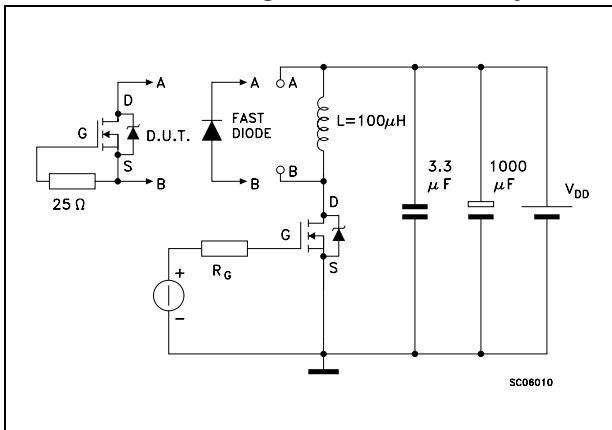 A
A
A
D
G
D.U.T.
FAST
DIODE
L=100μH
S
B
B
B
25 Ω
3.3
μF
1000
μF
VDD
D
G
S
RG
+
−
SC06010